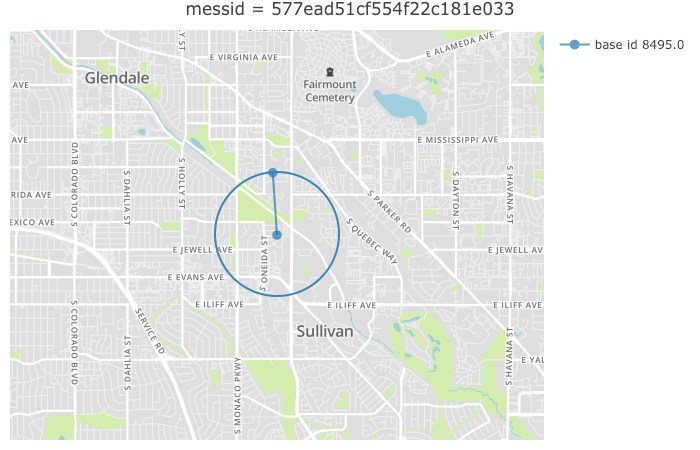 messid = 577ead51cf554f22c181e033
base id 8495.0
E VIRGINIA AVE
E ALAMEDA AVE
Glendale
Fairmount
Cemetery
AVE
AVE
E MISSISSIPPI AVE
S COLORADO BLVD
S DAHLIA ST
S HOLLY ST
S DAYTON ST
S HAVANA ST
S PARKER RD
RIDA AVE
EXICO AVE
S QUEBEC WAY
E JEWELL AVE
E JEWELL AV
S ONEIDA ST
E EVANS AVE
E ILIFF AVE
E ILIFF AVE
E ILIFF AVE
Sullivan
SERVICE RD
S COLORADO BLVD
S DAHLIA ST
S MONACO PKWY
S HAVANA ST
E YAL